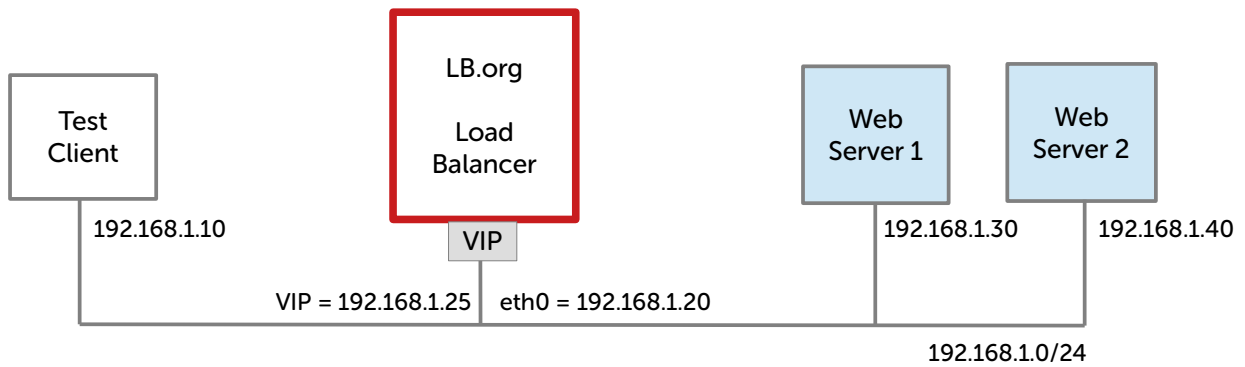 LB.org
Load
Balancer
Test
Client
Web
Server 1
Web
Server 2
192.168.1.10
VIP
192.168.1.30
192.168.1.40
VIP = 192.168.1.25
eth0 = 192.168.1.20
192.168.1.0/24